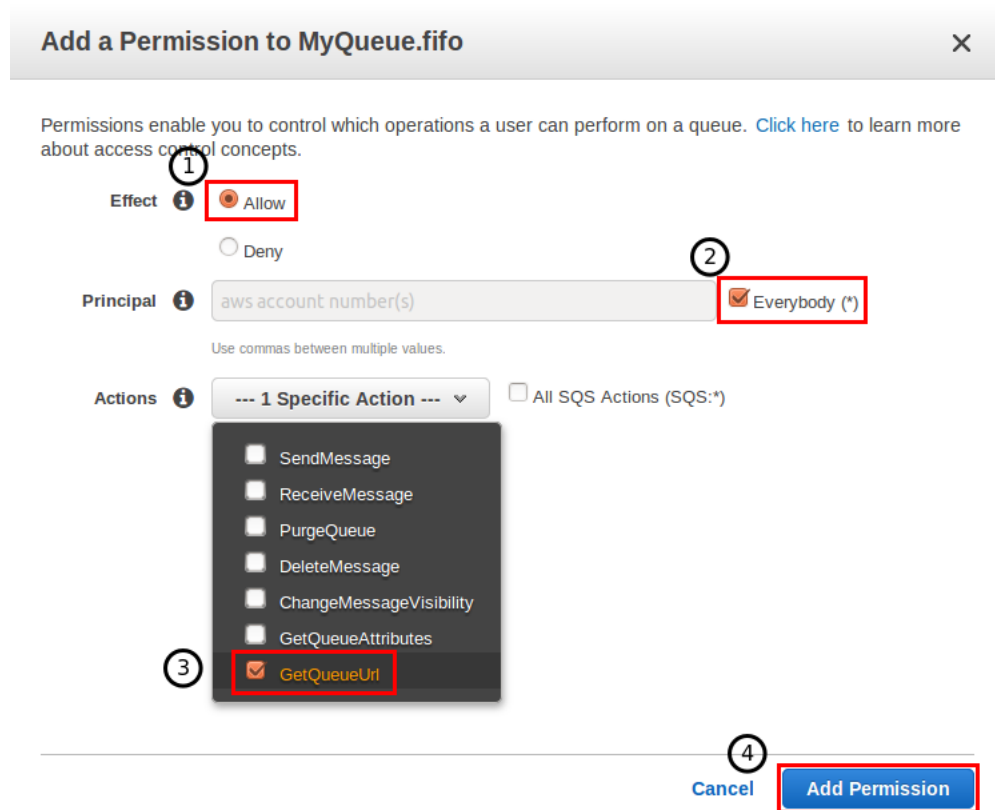 Add a Permission to MyQueue.fifo
Permissions enable you to control which operations a user can perform on a queue. Click here to learn more
about access control concepts.
1
Effect Allow
Deny
2
Principal aws account number(s) Everybody (*)
Use commas between multiple values.
Actions --- 1 Specific Action --- All SQS Actions (SQS:*)
SendMessage
ReceiveMessage
PurgeQueue
DeleteMessage
ChangeMessageVisibility
GetQueueAttributes
3 GetQueueUrl
4
Cancel Add Permission